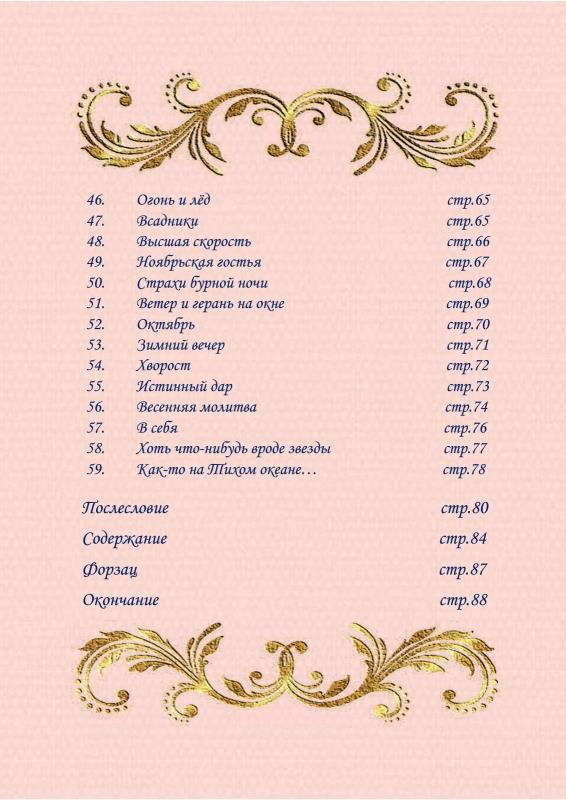 46. Огонь и лёд стр.65
47. Всадники стр.65
48. Высшая скорость стр.66
49. Ноябрьская гостья стр.67
50. Страхи бурной ночи стр.68
51. Ветер и герань на окне стр.69
52. Октябрь стр.70
53. Зимний вечер стр.71
54. Хворост стр.72
55. Истинный дар стр.73
56. Весенняя молитва стр.74
57. В себя стр.76
58. Хоть что-нибудь вроде звезды стр.77
59. Как-то на Тихом океане… стр.78
Послесловие стр.80
Содержание стр.84
Форзац стр.87
Окончание стр.88